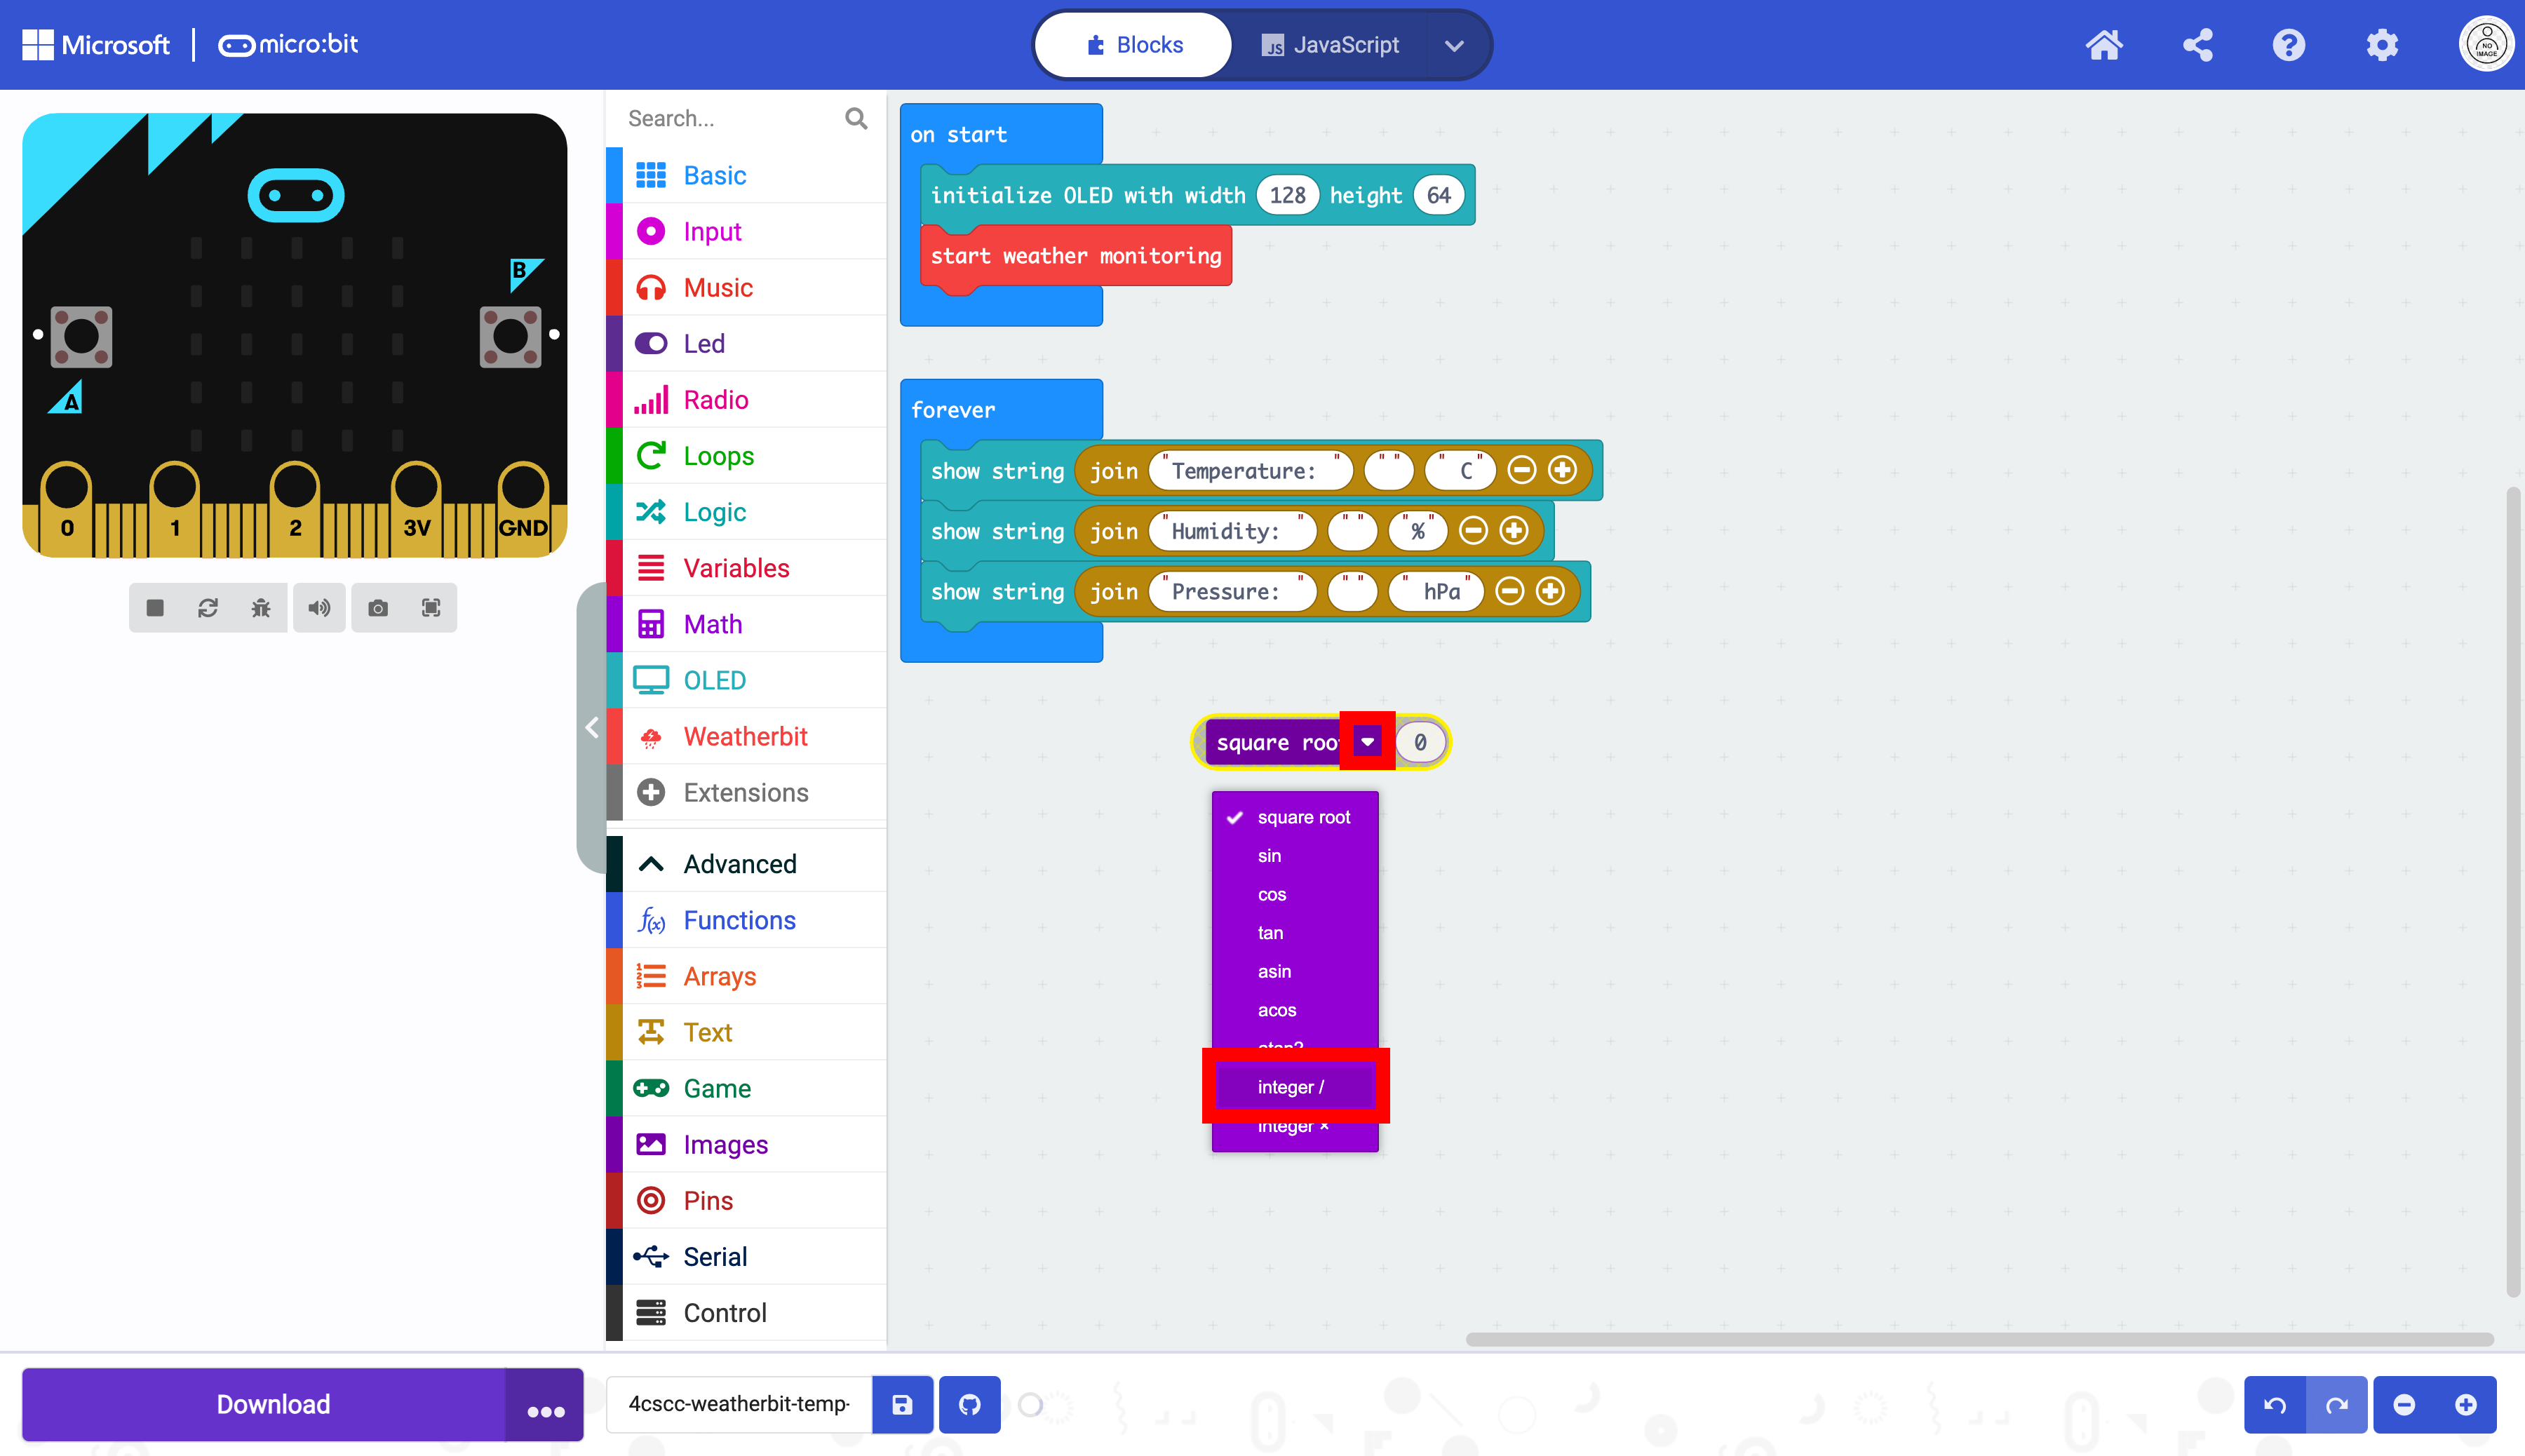 Microsoft | micro:bit
Blocks
JavaScript
NO
IMAGE
B
A
0 1 2 3V GND
Search...
Basic
Input
Music
Led
Radio
Loops
Logic
Variables
Math
OLED
Weatherbit
Extensions
Advanced
Functions
Arrays
Text
Game
Images
Pins
Serial
Control
on start
initialize OLED with width 128 height 64
start weather monitoring
forever
show string join "Temperature: " " " " C "
show string join "Humidity: " " " "%"
show string join "Pressure: " " " " hPa "
square roo 0
square root
sin
cos
tan
asin
acos
atan2
integer /
integer ×
Download
4cscc-weatherbit-temp-